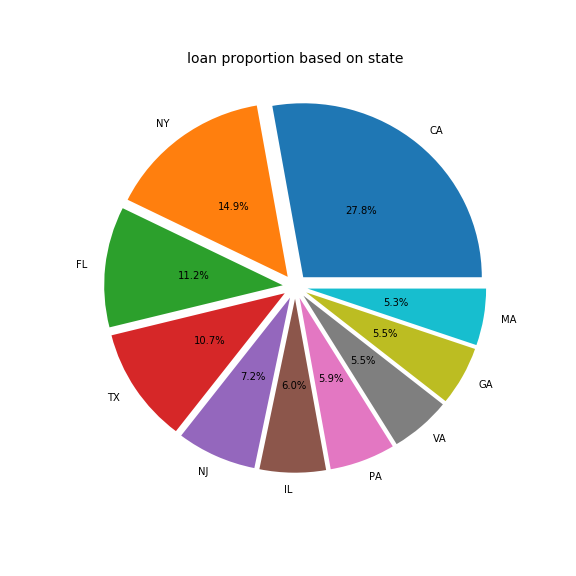 loan proportion based on state
CA
27.8%
NY
14.9%
FL
11.2%
TX
10.7%
NJ
7.2%
IL
6.0%
PA
5.9%
VA
5.5%
GA
5.5%
MA
5.3%